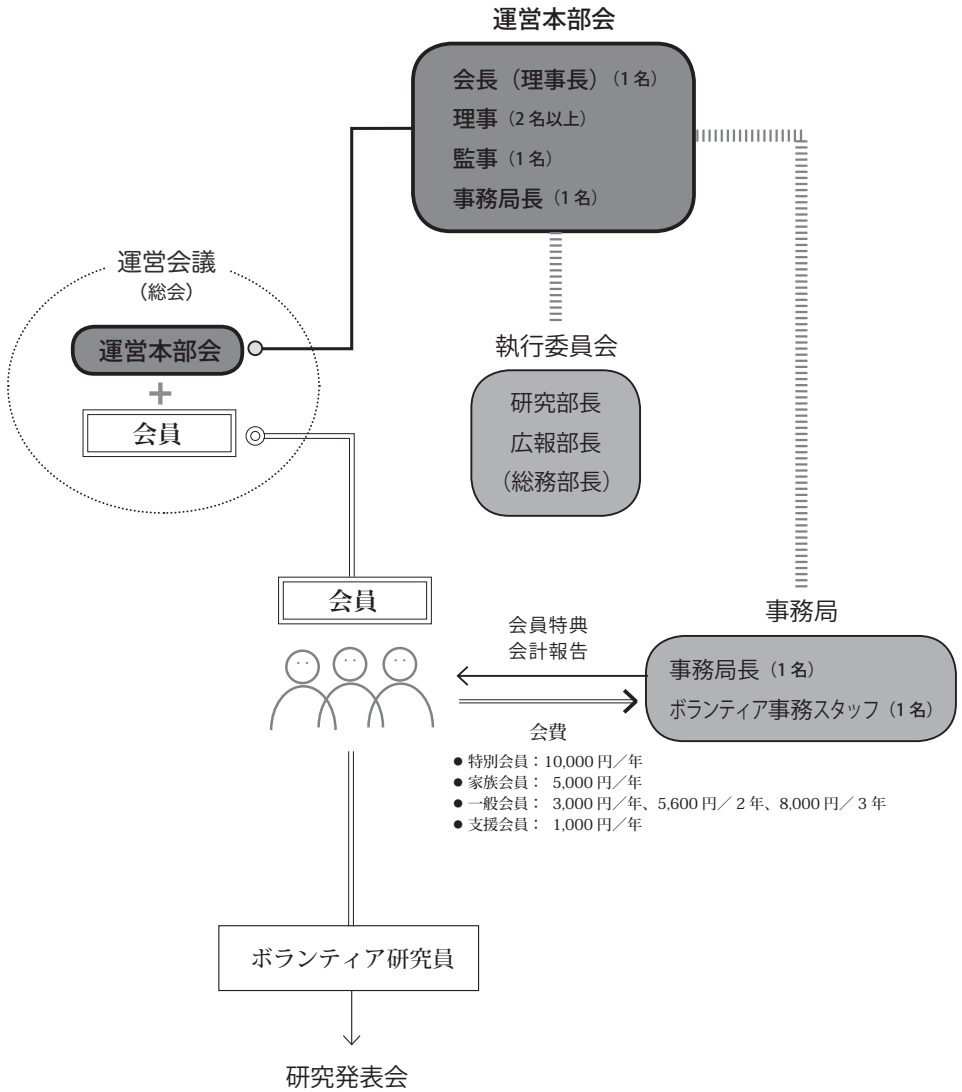 運営本部会
会長（理事長）（1名）
理事（2名以上）
監事（1名）
事務局長（1名）
運営会議
（総会）
運営本部会
+
会員
執行委員会
研究部長
広報部長
（総務部長）
会員
会員特典
会計報告
事務局
事務局長（1名）
ボランティア事務スタッフ（1名）
会費
● 特別会員：10,000円／年
● 家族会員： 5,000円／年
● 一般会員： 3,000円／年、5,600円／2年、8,000円／3年
● 支援会員： 1,000円／年
ボランティア研究員
研究発表会